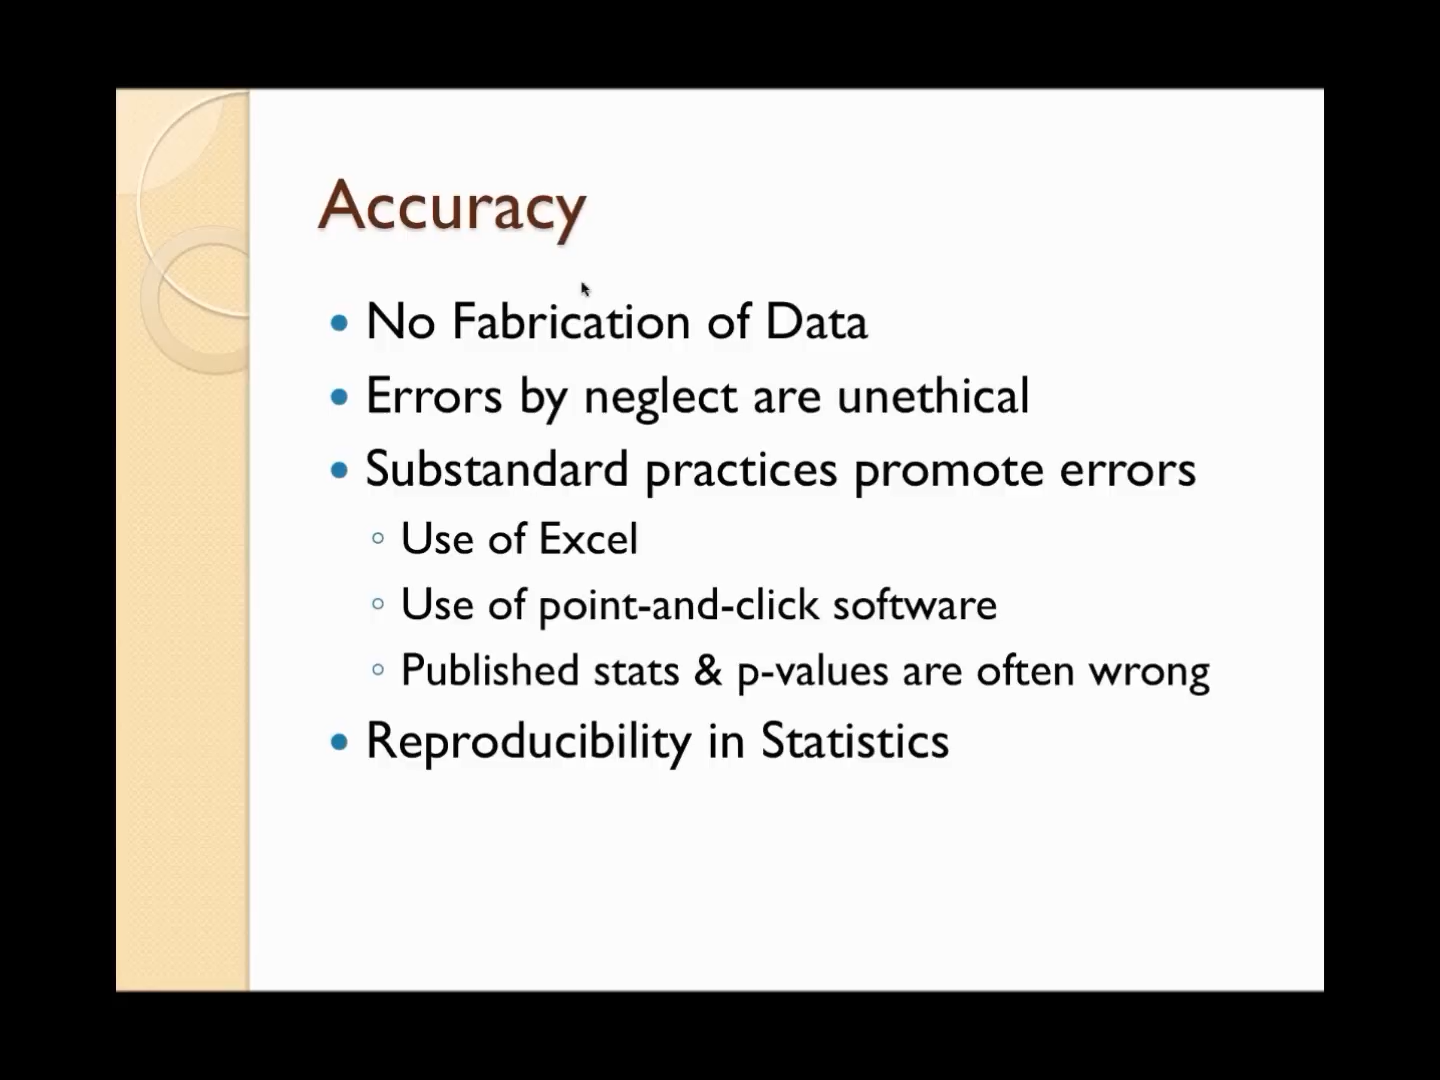 Accuracy
• No Fabrication of Data
• Errors by neglect are unethical
• Substandard practices promote errors
◦ Use of Excel
◦ Use of point-and-click software
◦ Published stats & p-values are often wrong
• Reproducibility in Statistics